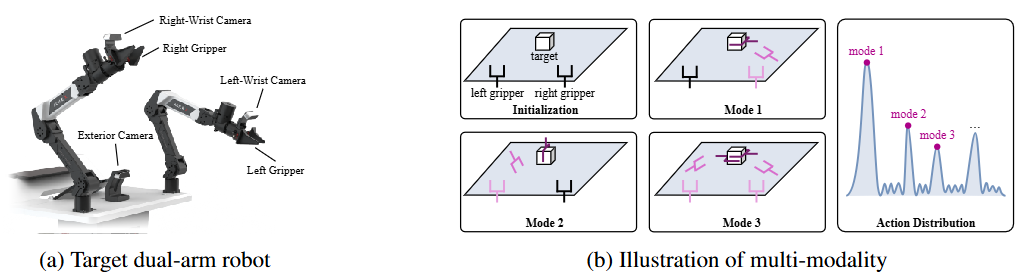 Right-Wrist Camera
Right Gripper
Left-Wrist Camera
Exterior Camera
Left Gripper
(a) Target dual-arm robot
target
left gripper right gripper
Initialization
Mode 1
Mode 2
Mode 3
mode 1
mode 2
mode 3
...
Action Distribution
(b) Illustration of multi-modality